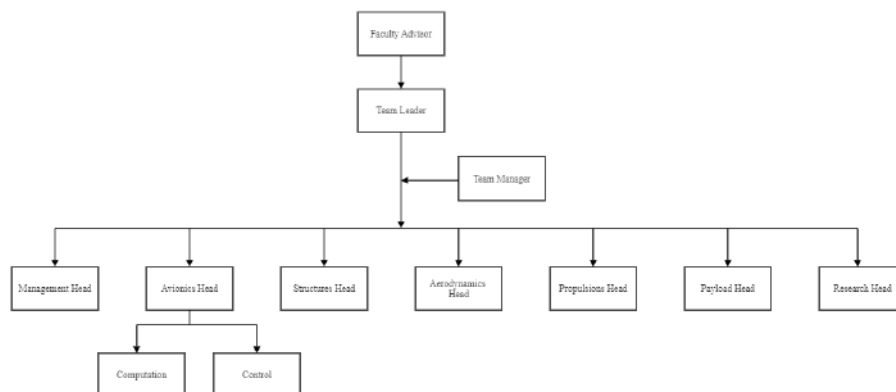 Faculty Advisor
Team Leader
Team Manager
Management Head
Avionics Head
Structures Head
Aerodynamics
Head
Propulsions Head
Payload Head
Research Head
Computation
Control